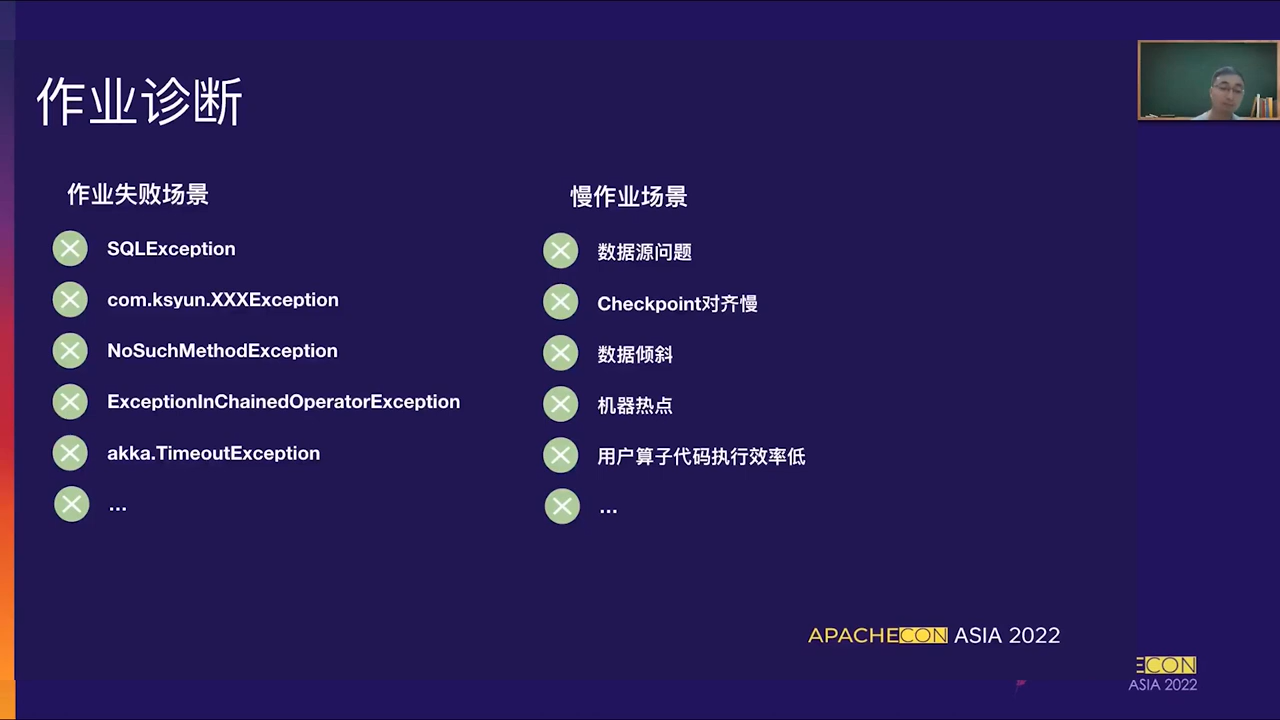 作业诊断
作业失败场景
SQLException
com.ksyun.XXXException
NoSuchMethodException
ExceptionInChainedOperatorException
akka.TimeoutException
...
慢作业场景
数据源问题
Checkpoint对齐慢
数据倾斜
机器热点
用户算子代码执行效率低
...
APACHECON ASIA 2022
ECON
ASIA 2022